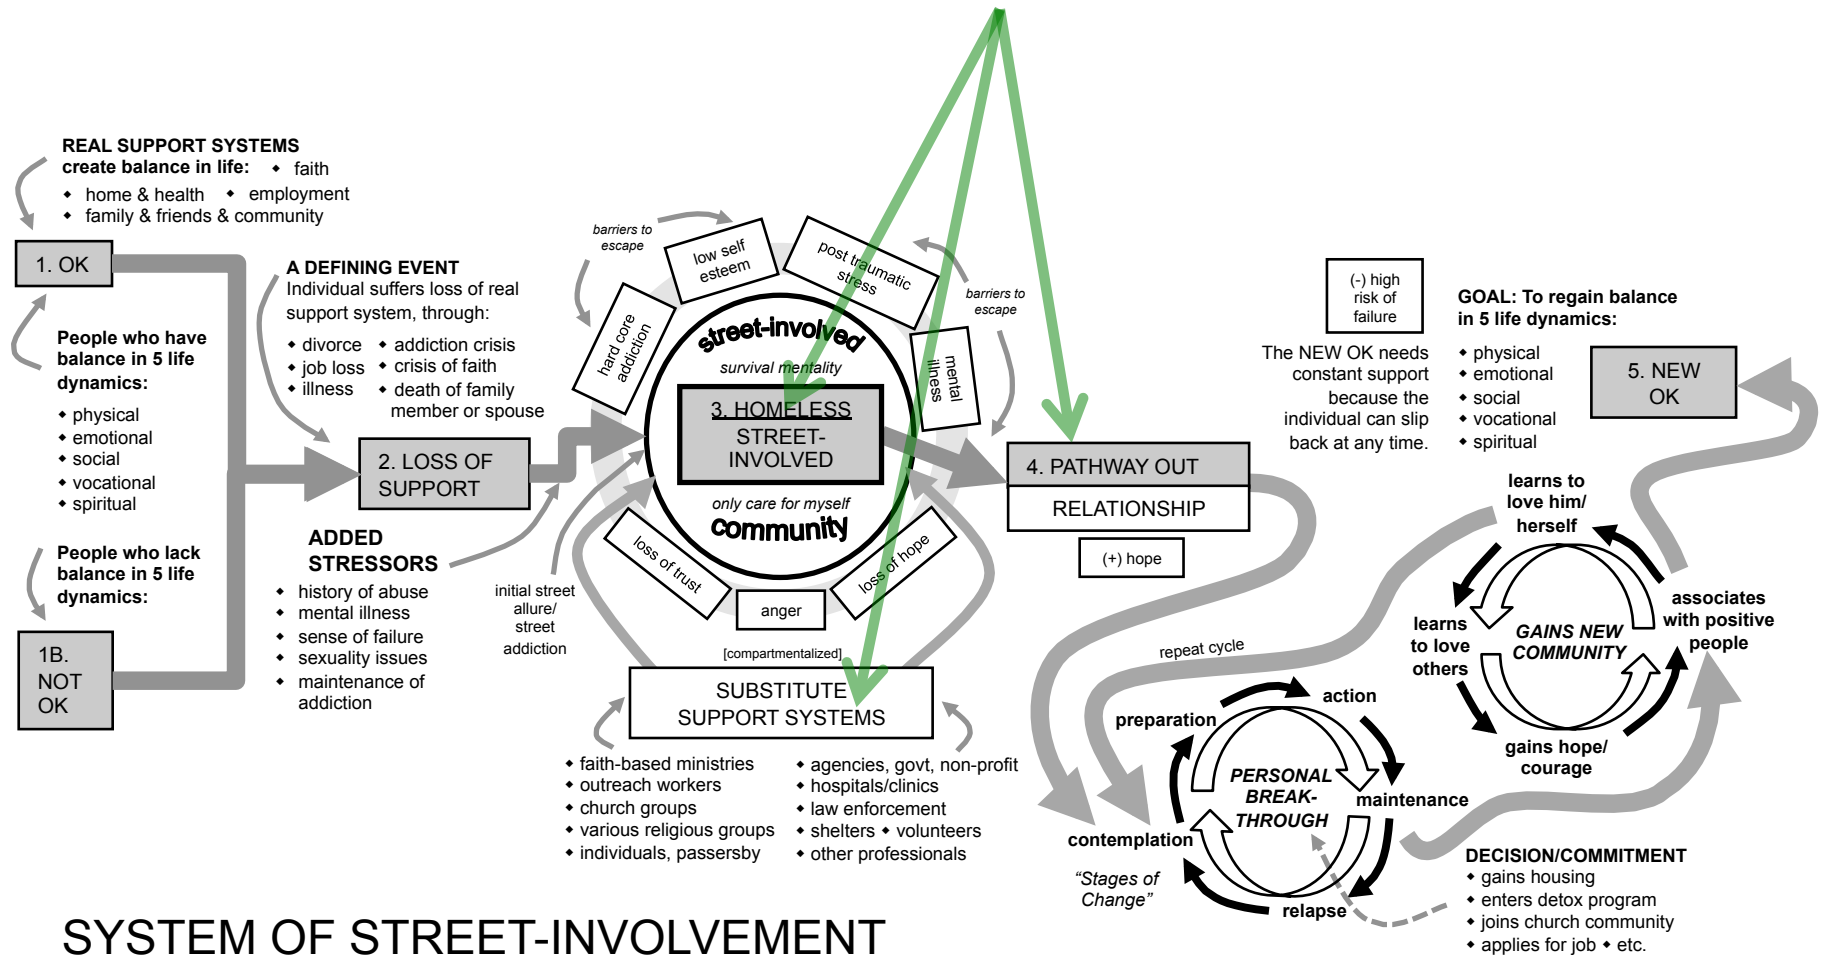 REAL SUPPORT SYSTEMS
create balance in life: ◆ faith
◆ home & health ◆ employment
◆ family & friends & community
1. OK
People who have
balance in 5 life
dynamics:
◆ physical
◆ emotional
◆ social
◆ vocational
◆ spiritual
People who lack
balance in 5 life
dynamics:
1B.
NOT
OK
A DEFINING EVENT
Individual suffers loss of real
support system, through:
◆ divorce ◆ addiction crisis
◆ job loss ◆ crisis of faith
◆ illness ◆ death of family
member or spouse
2. LOSS OF
SUPPORT
ADDED
STRESSORS
◆ history of abuse
◆ mental illness
◆ sense of failure
◆ sexuality issues
◆ maintenance of
addiction
initial street
allure/
street
addiction
barriers to
escape
hard core
addiction
low self
esteem
post traumatic
stress
mental
illness
barriers to
escape
street-involved
survival mentality
3. HOMELESS
STREET-
INVOLVED
only care for myself
community
loss of trust
anger
loss of hope
[compartmentalized]
SUBSTITUTE
SUPPORT SYSTEMS
◆ faith-based ministries
◆ outreach workers
◆ church groups
◆ various religious groups
◆ individuals, passersby
◆ agencies, govt, non-profit
◆ hospitals/clinics
◆ law enforcement
◆ shelters ◆ volunteers
◆ other professionals
4. PATHWAY OUT
RELATIONSHIP
(+) hope
(-) high
risk of
failure
The NEW OK needs
constant support
because the
individual can slip
back at any time.
GOAL: To regain balance
in 5 life dynamics:
◆ physical
◆ emotional
◆ social
◆ vocational
◆ spiritual
5. NEW
OK
learns to
love him/
herself
learns
to love
others
GAINS NEW
COMMUNITY
associates
with positive
people
gains hope/
courage
repeat cycle
preparation
action
PERSONAL
BREAK-
THROUGH
maintenance
contemplation
relapse
"Stages of
Change"
DECISION/COMMITMENT
◆ gains housing
◆ enters detox program
◆ joins church community
◆ applies for job ◆ etc.
SYSTEM OF STREET-INVOLVEMENT